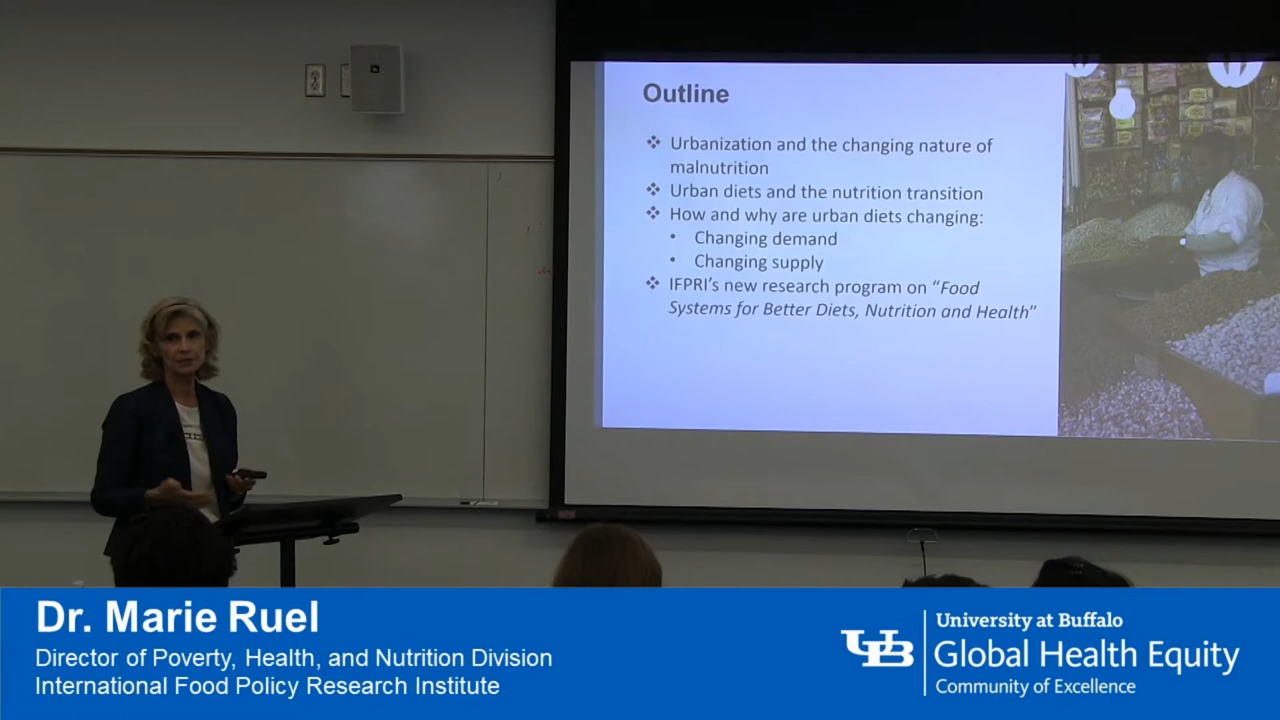 Outline
❖ Urbanization and the changing nature of
malnutrition
❖ Urban diets and the nutrition transition
❖ How and why are urban diets changing:
• Changing demand
• Changing supply
❖ IFPRI's new research program on "Food
Systems for Better Diets, Nutrition and Health"
Dr. Marie Ruel
Director of Poverty, Health, and Nutrition Division
International Food Policy Research Institute
UB
University at Buffalo
Global Health Equity
Community of Excellence